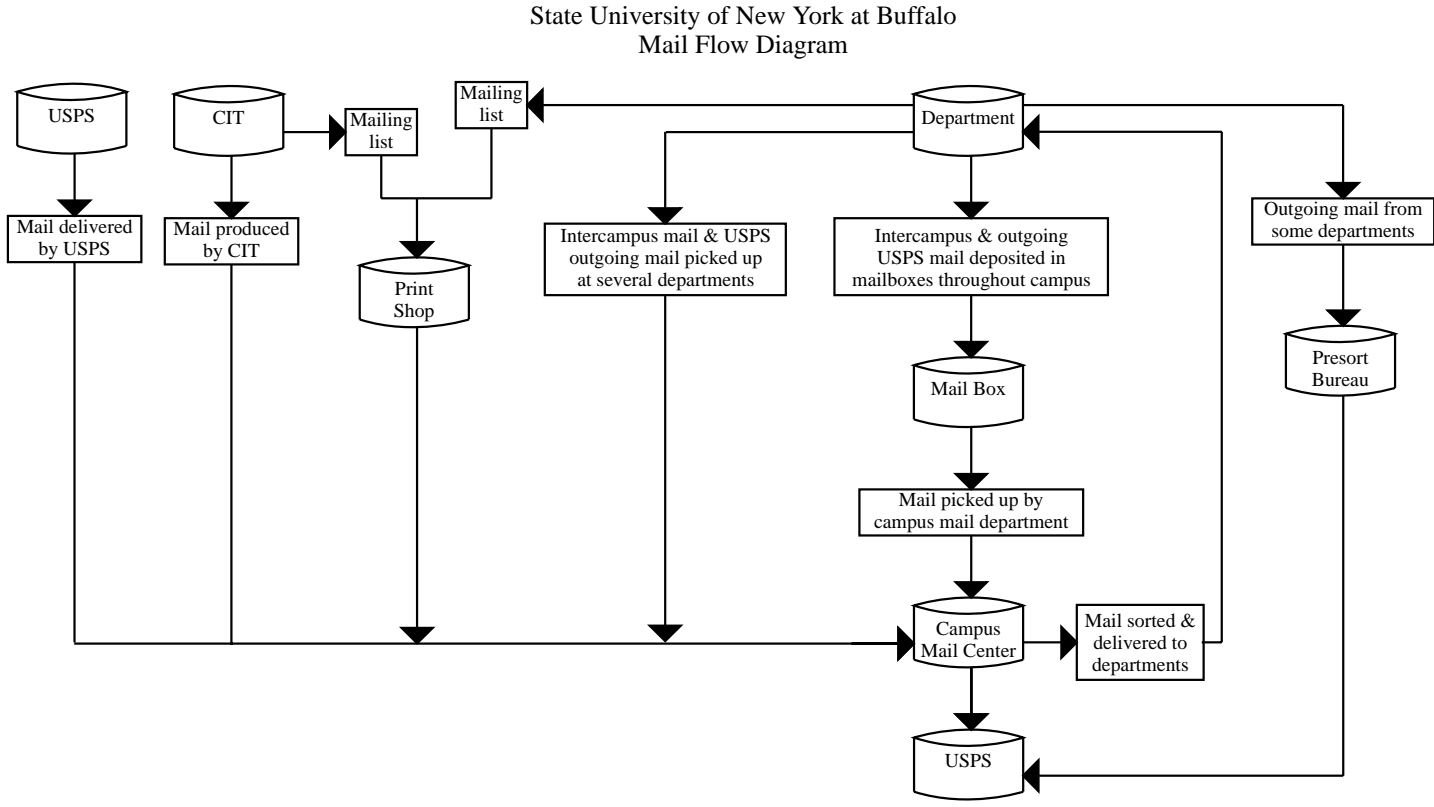 State University of New York at Buffalo
Mail Flow Diagram
USPS
CIT
Mailing
list
Mailing
list
Department
Mail delivered
by USPS
Mail produced
by CIT
Print
Shop
Intercampus mail & USPS
outgoing mail picked up
at several departments
Intercampus & outgoing
USPS mail deposited in
mailboxes throughout campus
Outgoing mail from
some departments
Mail Box
Presort
Bureau
Mail picked up by
campus mail department
Campus
Mail Center
Mail sorted &
delivered to
departments
USPS